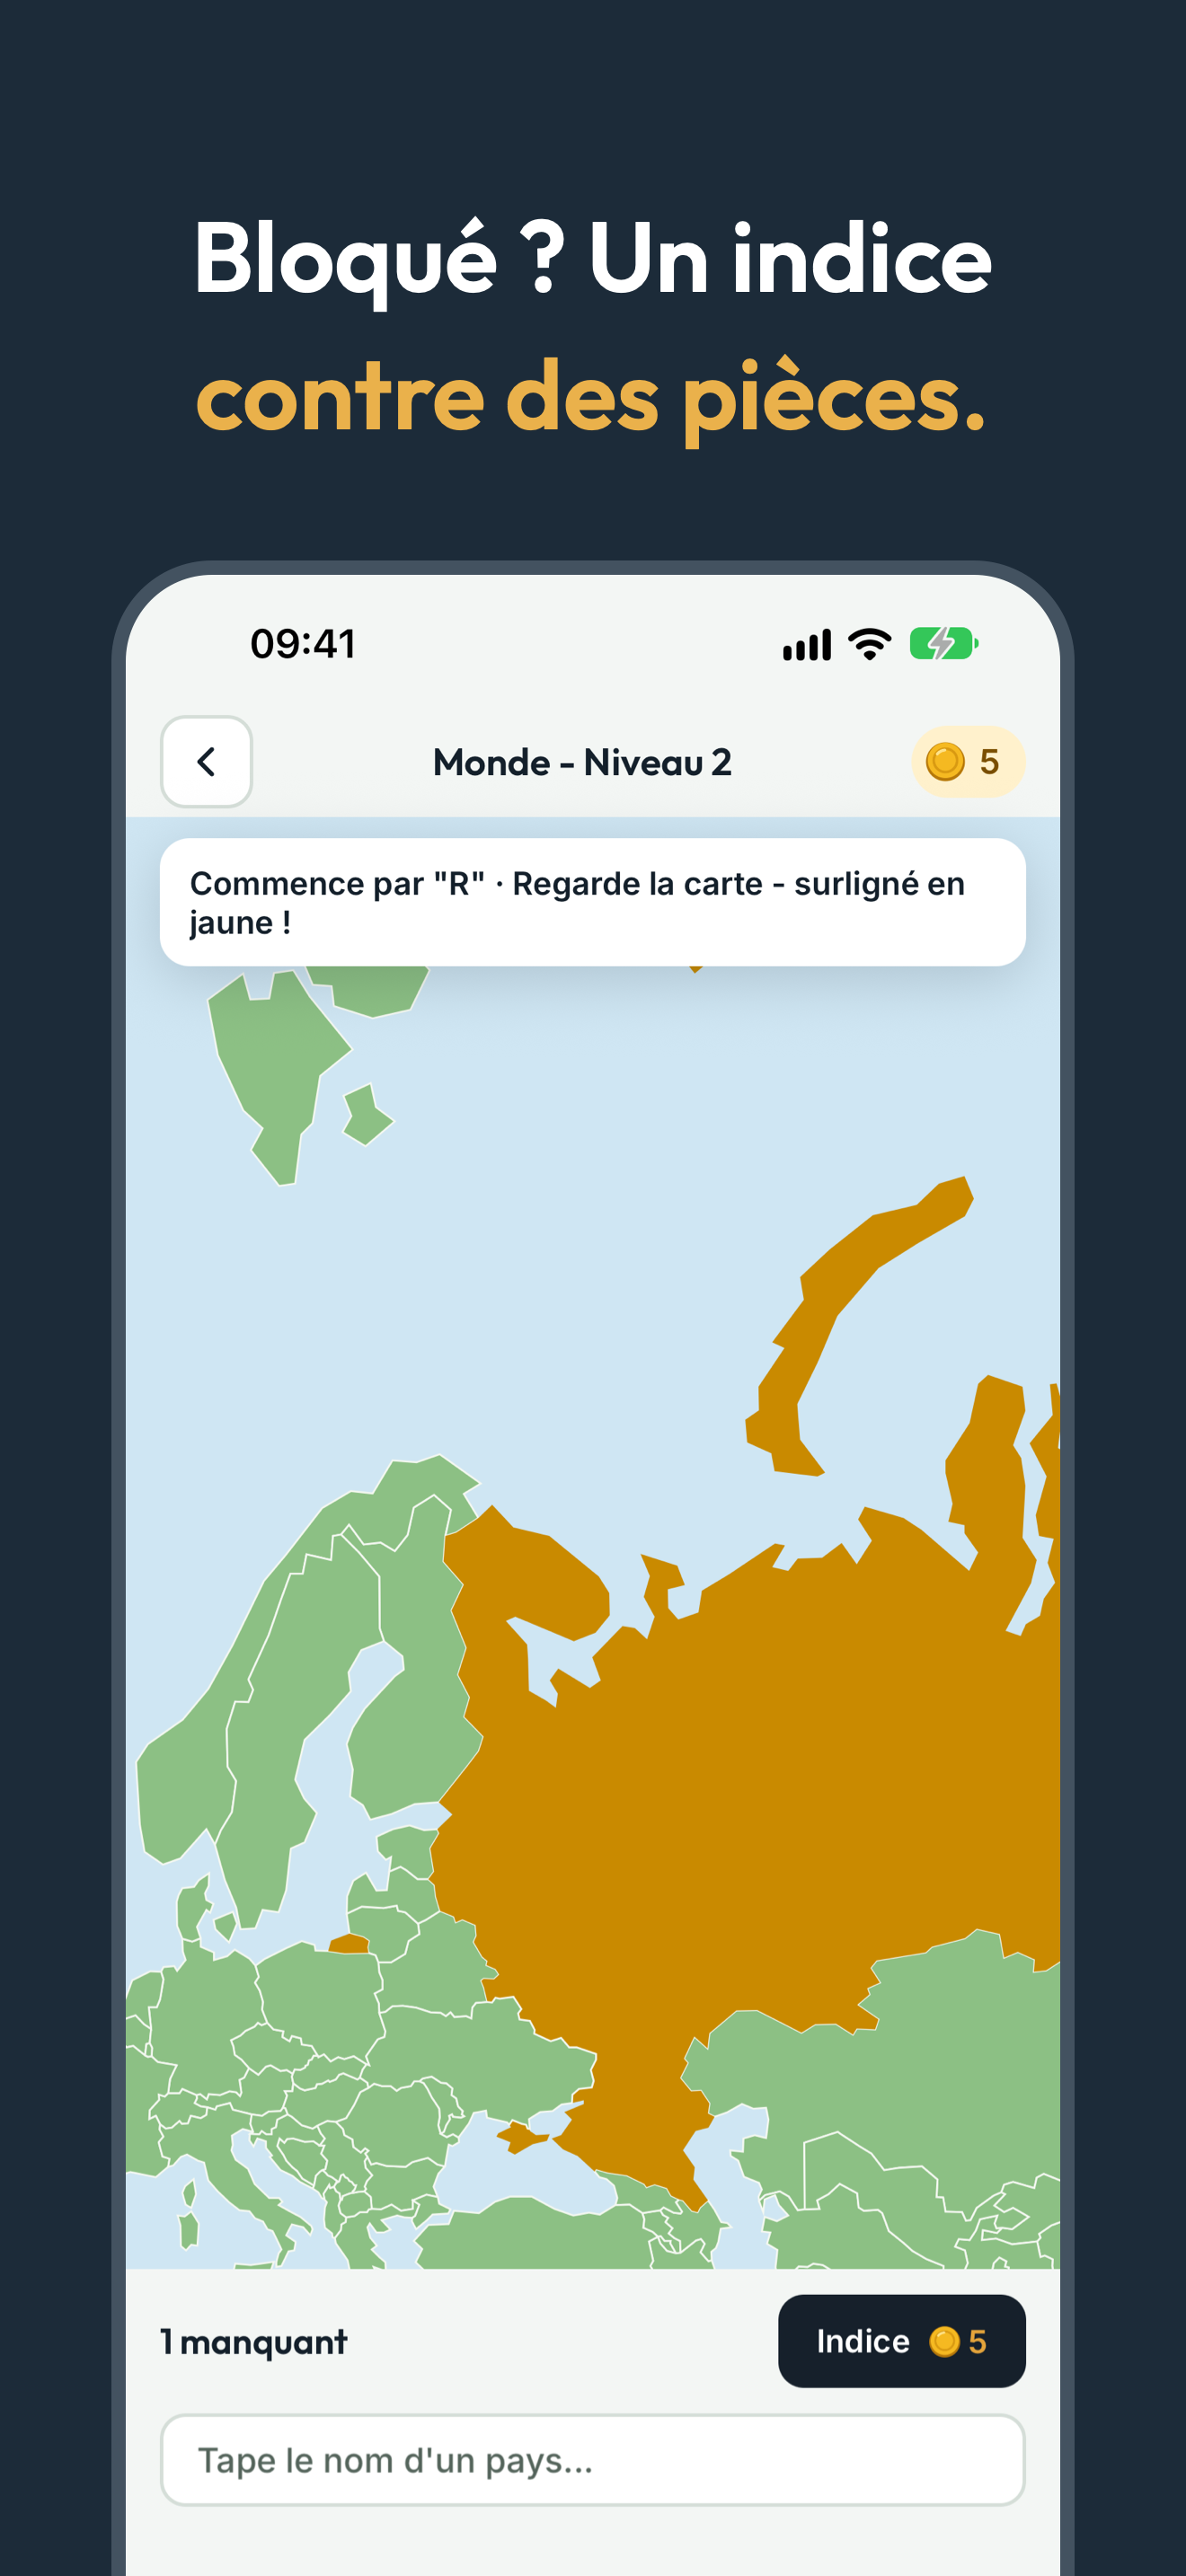 Bloqué ? Un indice
contre des pièces.
09:41
Monde - Niveau 2
5
Commence par "R" · Regarde la carte - surligné en
jaune !
1 manquant
Indice 5
Tape le nom d'un pays...